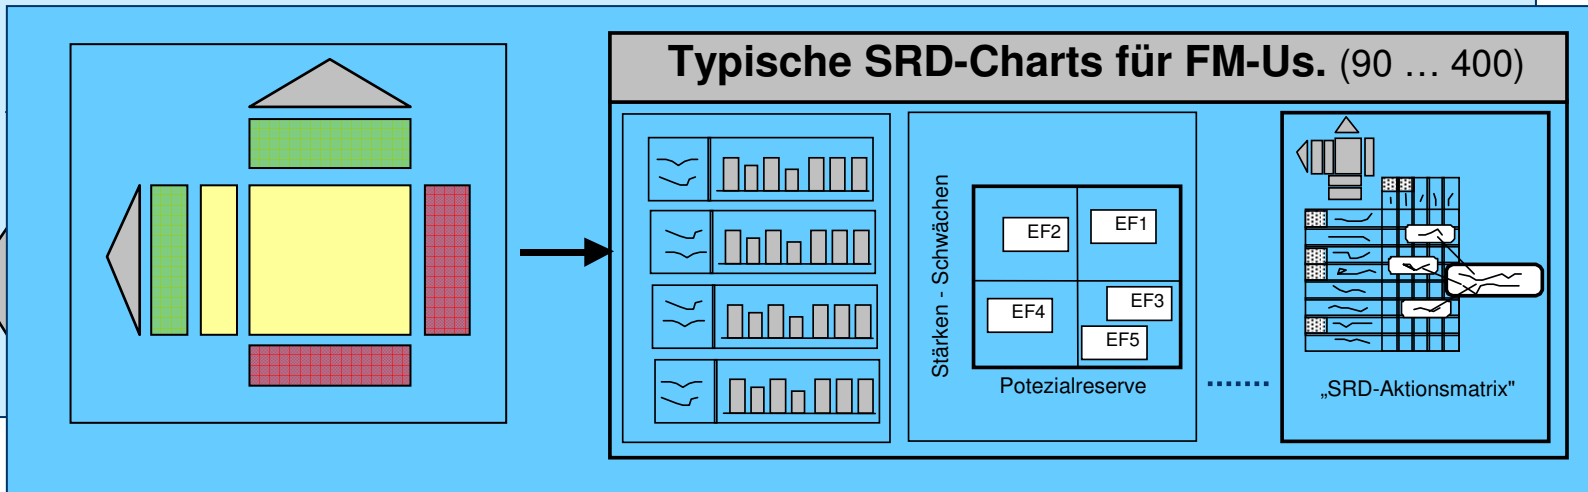 Typische SRD-Charts für FM-Us. (90 … 400)
Stärken - Schwächen
EF2
EF1
EF4
EF3
EF5
Potezialreserve
.......
„SRD-Aktionsmatrix"